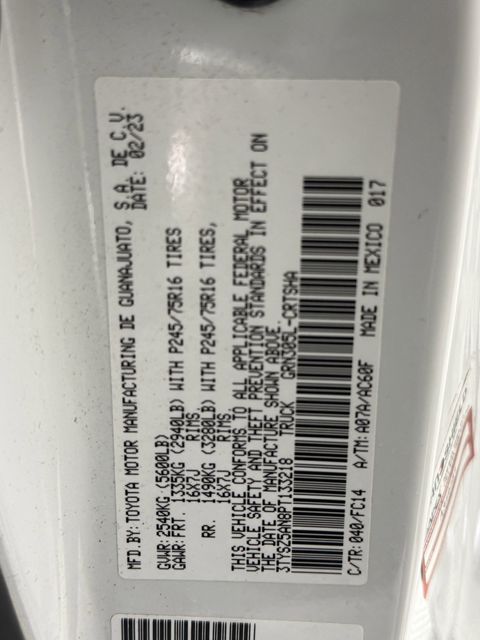 MFD.BY:TOYOTA MOTOR MANUFACTURING DE GUANAJUATO, S.A. DE C.V.
DATE: 02/23
GVWR:2540KG(5600LB)
GAWR:FRT. 1335KG (2940LB) WITH P245/75R16 TIRES
16X7J RIMS,
RR. 1490KG (3280LB) WITH P245/75R16 TIRES,
16X7J RIMS,
THIS VEHICLE CONFORMS TO ALL APPLICABLE FEDERAL MOTOR
VEHICLE SAFETY AND THEFT PREVENTION STANDARDS IN EFFECT ON
THE DATE OF MANUFACTURE SHOWN ABOVE.
3TYSZ5AN8PT133218 TRUCK GRN305L-CRTSHA
C/TR:040/FC14 A/TM:A07A/AC60F MADE IN MEXICO 017